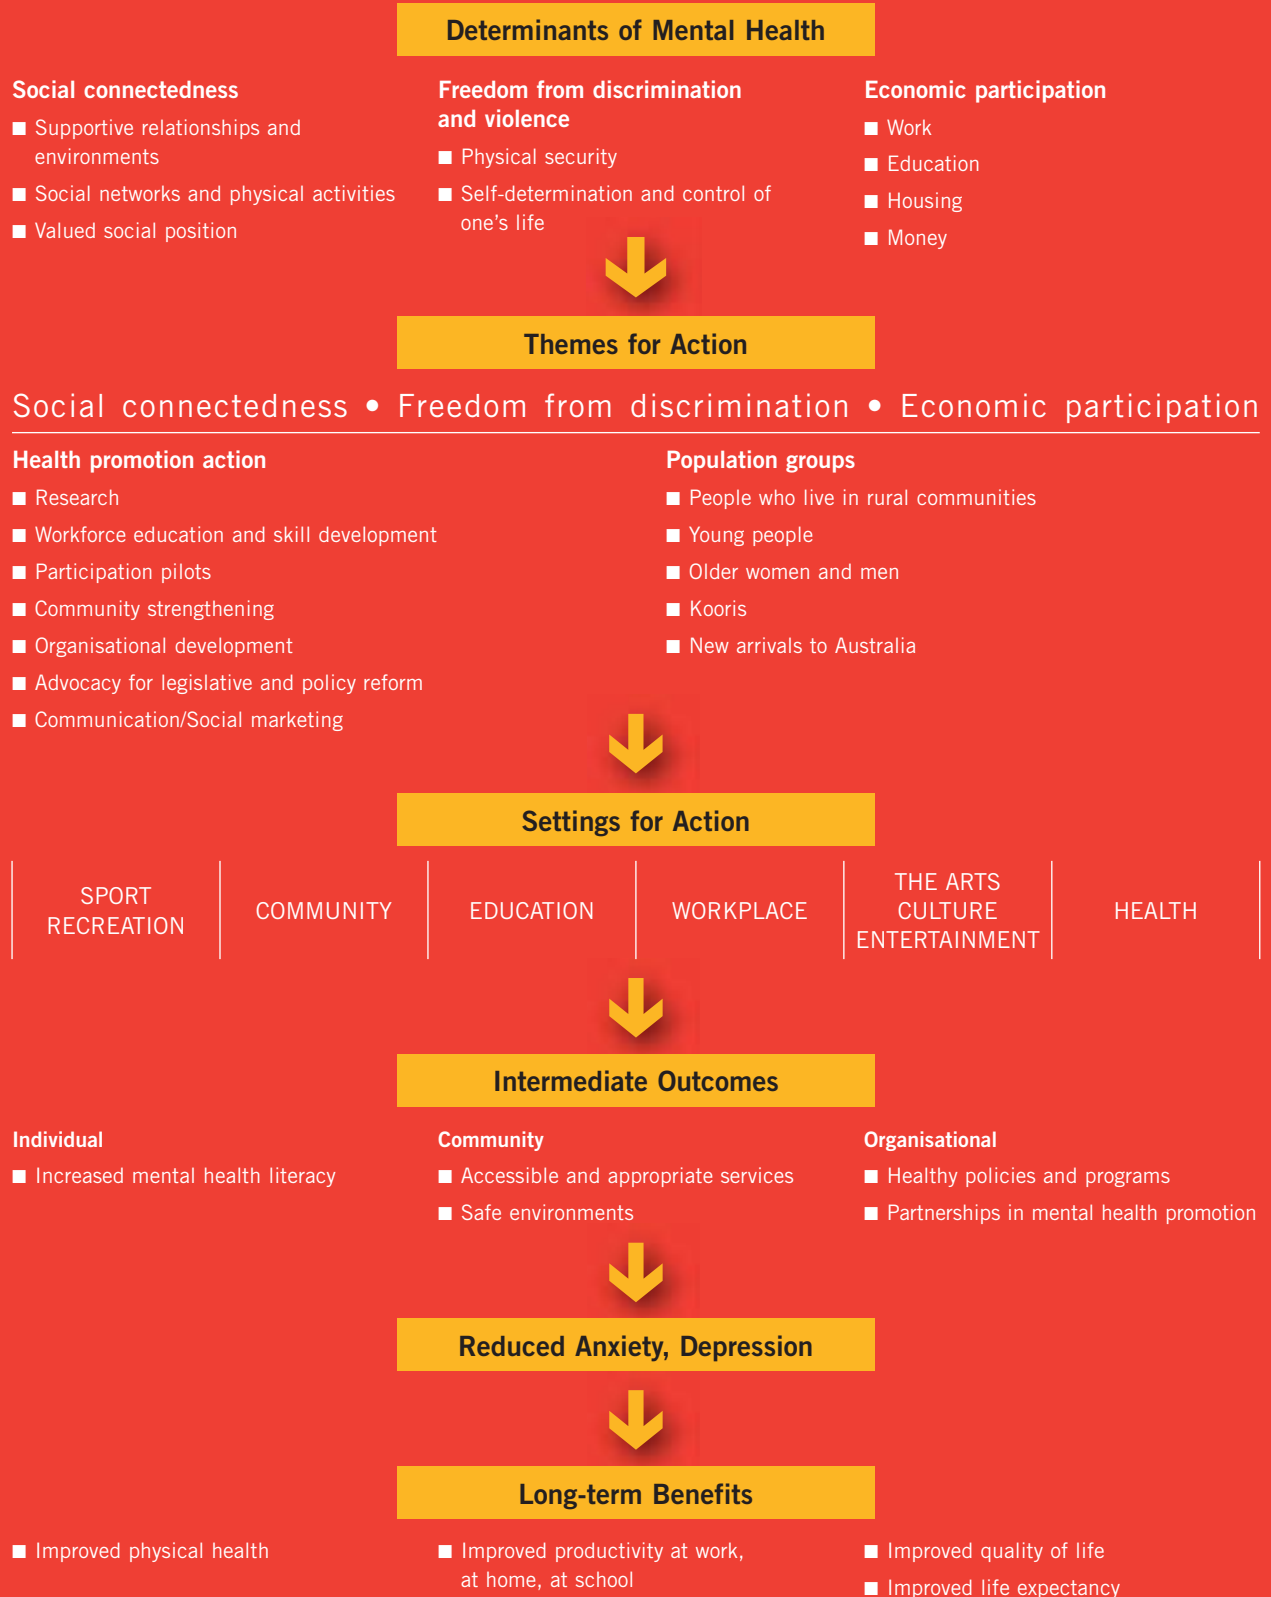 Determinants of Mental Health
Social connectedness
■ Supportive relationships and
environments
■ Social networks and physical activities
■ Valued social position
Freedom from discrimination
and violence
■ Physical security
■ Self-determination and control of
one's life
Economic participation
■ Work
■ Education
■ Housing
■ Money
Themes for Action
Social connectedness • Freedom from discrimination • Economic participation
Health promotion action
■ Research
■ Workforce education and skill development
■ Participation pilots
■ Community strengthening
■ Organisational development
■ Advocacy for legislative and policy reform
■ Communication/Social marketing
Population groups
■ People who live in rural communities
■ Young people
■ Older women and men
■ Kooris
■ New arrivals to Australia
Settings for Action
SPORT
RECREATION
COMMUNITY
EDUCATION
WORKPLACE
THE ARTS
CULTURE
ENTERTAINMENT
HEALTH
Intermediate Outcomes
Individual
■ Increased mental health literacy
Community
■ Accessible and appropriate services
■ Safe environments
Organisational
■ Healthy policies and programs
■ Partnerships in mental health promotion
Reduced Anxiety, Depression
Long-term Benefits
■ Improved physical health
■ Improved productivity at work,
at home, at school
■ Improved quality of life
■ Improved life expectancy